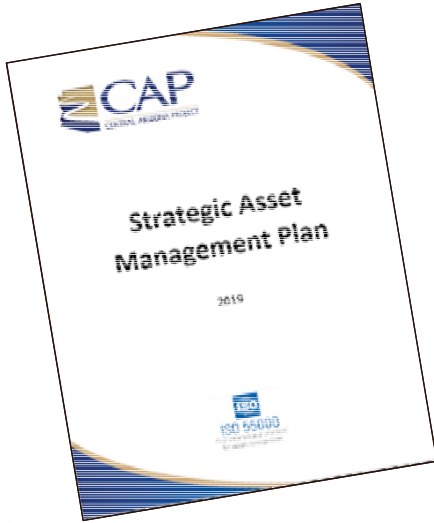 CAP
CENTRAL ARIZONA PROJECT
Strategic Asset
Management Plan
2019
ISO 55000